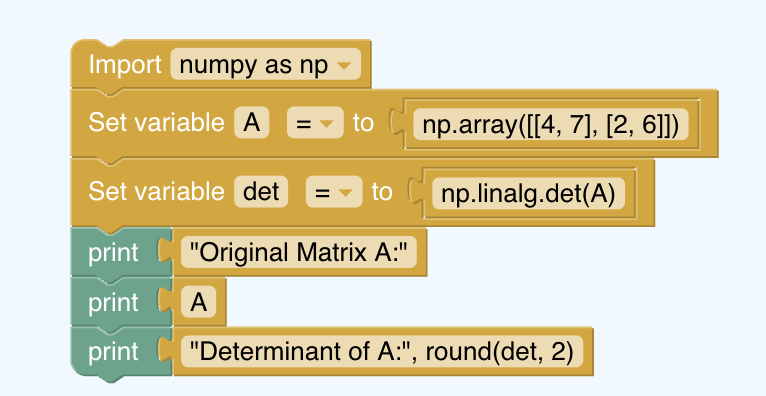 Import numpy as np
Set variable A = to np.array([[4, 7], [2, 6]])
Set variable det = to np.linalg.det(A)
print "Original Matrix A:"
print A
print "Determinant of A:", round(det, 2)